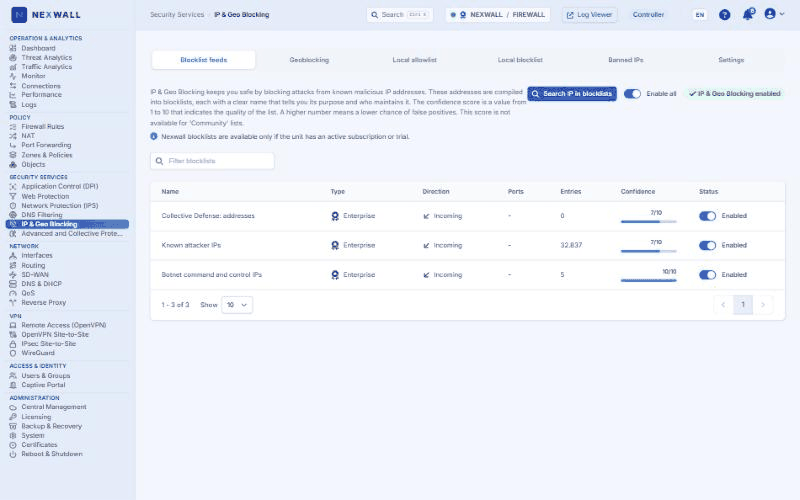 NEXWALL
Security Services / IP & Geo Blocking
Search Ctrl K
NEXWALL / FIREWALL
Log Viewer
Controller
EN
OPERATION & ANALYTICS
Dashboard
Threat Analytics
Traffic Analytics
Monitor
Connections
Performance
Logs
POLICY
Firewall Rules
NAT
Port Forwarding
Zones & Policies
Objects
SECURITY SERVICES
Application Control (DPI)
Web Protection
Network Protection (IPS)
DNS Filtering
IP & Geo Blocking
Advanced and Collective Prote...
NETWORK
Interfaces
Routing
SD-WAN
DNS & DHCP
QoS
Reverse Proxy
VPN
Remote Access (OpenVPN)
OpenVPN Site-to-Site
IPsec Site-to-Site
WireGuard
ACCESS & IDENTITY
Users & Groups
Captive Portal
ADMINISTRATION
Central Management
Licensing
Backup & Recovery
System
Certificates
Reboot & Shutdown
Blocklist feeds Geoblocking Local allowlist Local blocklist Banned IPs Settings
IP & Geo Blocking keeps you safe by blocking attacks from known malicious IP addresses. These addresses are compiled
into blocklists, each with a clear name that tells you its purpose and who maintains it. The confidence score is a value from
1 to 10 that indicates the quality of the list. A higher number means a lower chance of false positives. This score is not
available for 'Community' lists.
Search IP in blocklists
Enable all
IP & Geo Blocking enabled
Nexwall blocklists are available only if the unit has an active subscription or trial.
Filter blocklists
Name Type Direction Ports Entries Confidence Status
Collective Defense: addresses Enterprise Incoming - 0 7/10 Enabled
Known attacker IPs Enterprise Incoming - 32.837 7/10 Enabled
Botnet command and control IPs Enterprise Incoming - 5 10/10 Enabled
1 - 3 of 3 Show 10 1